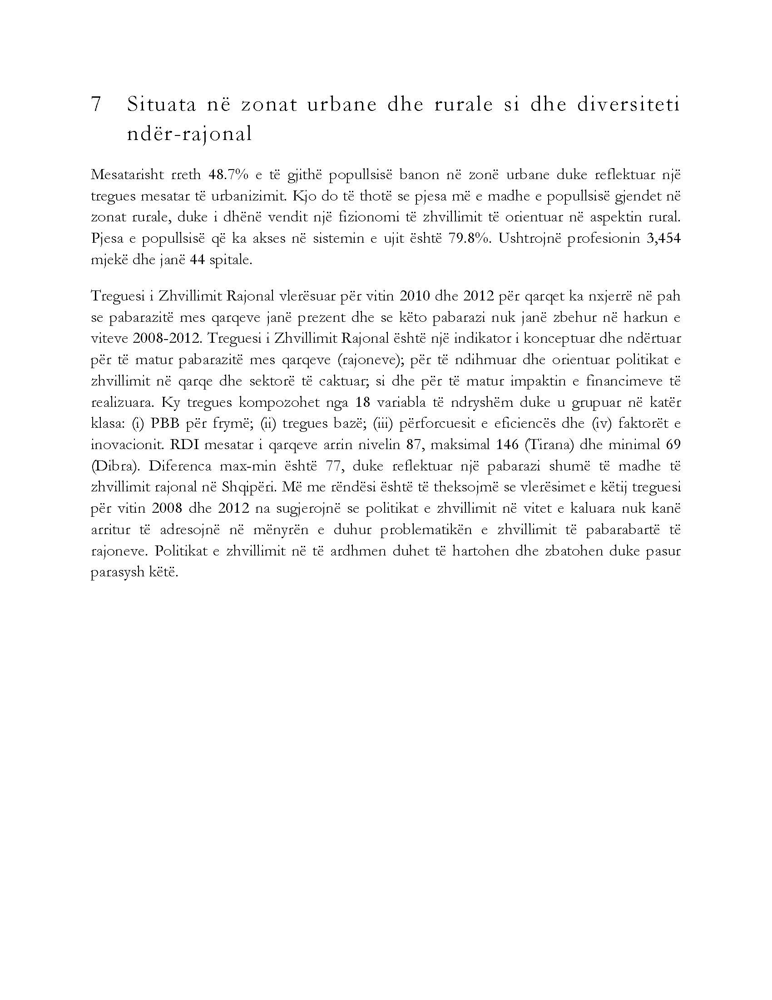 7 Situata në zonat urbane dhe rurale si dhe diversiteti
ndër-rajonal
Mesatarisht rreth 48.7% e të gjithë popullsisë banon në zonë urbane duke reflektuar një
tregues mesatar të urbanizimit. Kjo do të thotë se pjesa më e madhe e popullsisë gjendet në
zonat rurale, duke i dhënë vendit një fizionomi të zhvillimit të orientuar në aspektin rural.
Pjesa e popullsisë që ka akses në sistemin e ujit është 79.8%. Ushtrojnë profesionin 3,454
mjekë dhe janë 44 spitale.
Treguesi i Zhvillimit Rajonal vlerësuar për vitin 2010 dhe 2012 për qarqet ka nxjerrë në pah
se pabarazitë mes qarqeve janë prezent dhe se këto pabarazi nuk janë zbehur në harkun e
viteve 2008-2012. Treguesi i Zhvillimit Rajonal është një indikator i konceptuar dhe ndërtuar
për të matur pabarazitë mes qarqeve (rajoneve); për të ndihmuar dhe orientuar politikat e
zhvillimit në qarqe dhe sektorë të caktuar; si dhe për të matur impaktin e financimeve të
realizuara. Ky tregues kompozohet nga 18 variabla të ndryshëm duke u grupuar në katër
klasa: (i) PBB për frymë; (ii) tregues bazë; (iii) përforcuesit e eficiencës dhe (iv) faktorët e
inovacionit. RDI mesatar i qarqeve arrin nivelin 87, maksimal 146 (Tirana) dhe minimal 69
(Dibra). Diferenca max-min është 77, duke reflektuar një pabarazi shumë të madhe të
zhvillimit rajonal në Shqipëri. Më me rëndësi është të theksojmë se vlerësimet e këtij treguesi
për vitin 2008 dhe 2012 na sugjerojnë se politikat e zhvillimit në vitet e kaluara nuk kanë
arritur të adresojnë në mënyrën e duhur problematikën e zhvillimit të pabarabartë të
rajoneve. Politikat e zhvillimit në të ardhmen duhet të hartohen dhe zbatohen duke pasur
parasysh këtë.